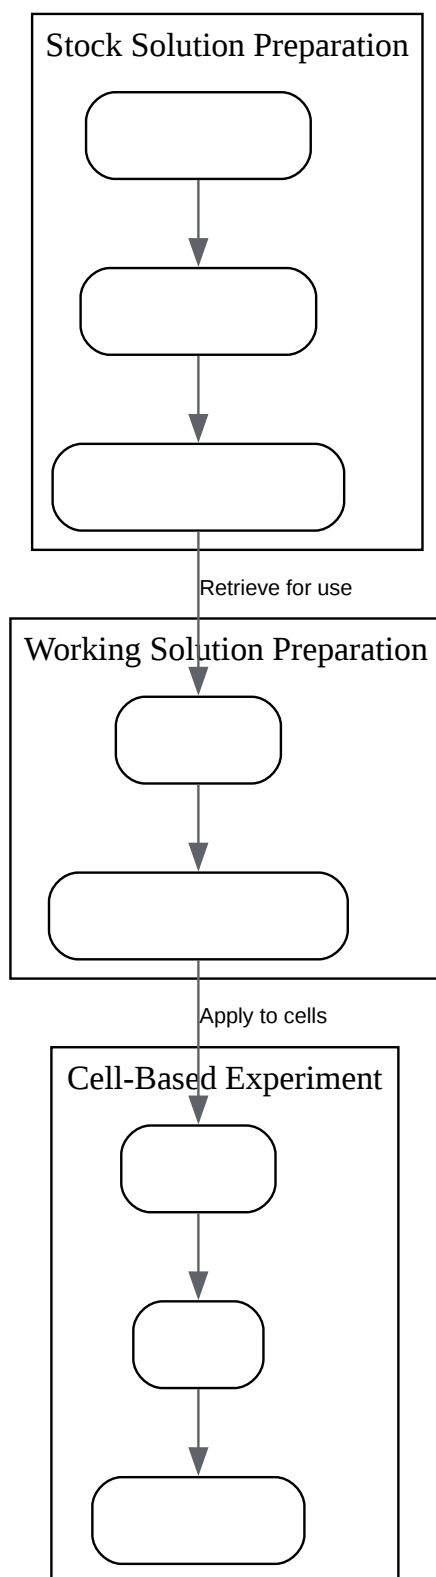 Stock Solution Preparation
Retrieve for use
Working Solution Preparation
Apply to cells
Cell-Based Experiment